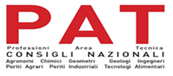 PAT
Professioni Area Tecnica
CONSIGLI NAZIONALI
Agronomi Chimici Geometri Geologi Ingegneri
Periti Agrari Periti Industriali Tecnologi Alimentari